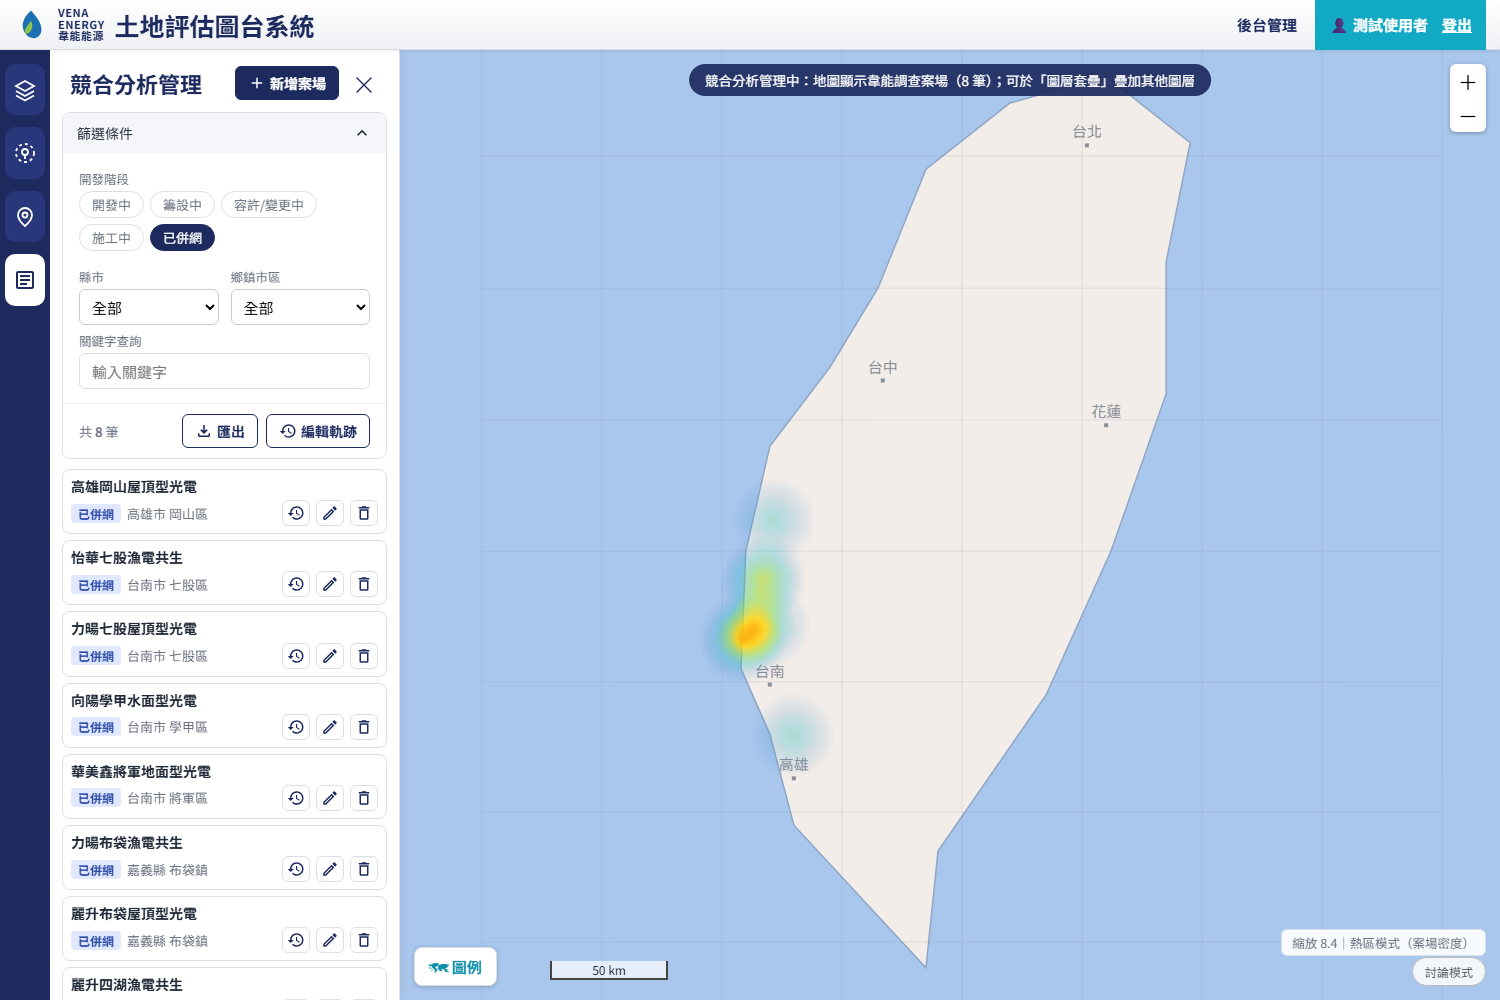 VENA
ENERGY
韋能能源
土地評估圖台系統
後台管理
測試使用者
登出
競合分析管理
新增案場
篩選條件
開發階段
開發中
籌設中
容許/變更中
施工中
已併網
縣市
鄉鎮市區
全部
全部
關鍵字查詢
輸入關鍵字
共 8 筆
匯出
編輯軌跡
高雄岡山屋頂型光電
已併網 高雄市 岡山區
怡華七股漁電共生
已併網 台南市 七股區
力暘七股屋頂型光電
已併網 台南市 七股區
向陽學甲水面型光電
已併網 台南市 學甲區
華美鑫將軍地面型光電
已併網 台南市 將軍區
力暘布袋漁電共生
已併網 嘉義縣 布袋鎮
麗升布袋屋頂型光電
已併網 嘉義縣 布袋鎮
麗升四湖漁電共生
競合分析管理中：地圖顯示韋能調查案場（8 筆）；可於「圖層套疊」疊加其他圖層
台北
台中
花蓮
台南
高雄
圖例
50 km
縮放 8.4｜熱區模式（案場密度）
討論模式